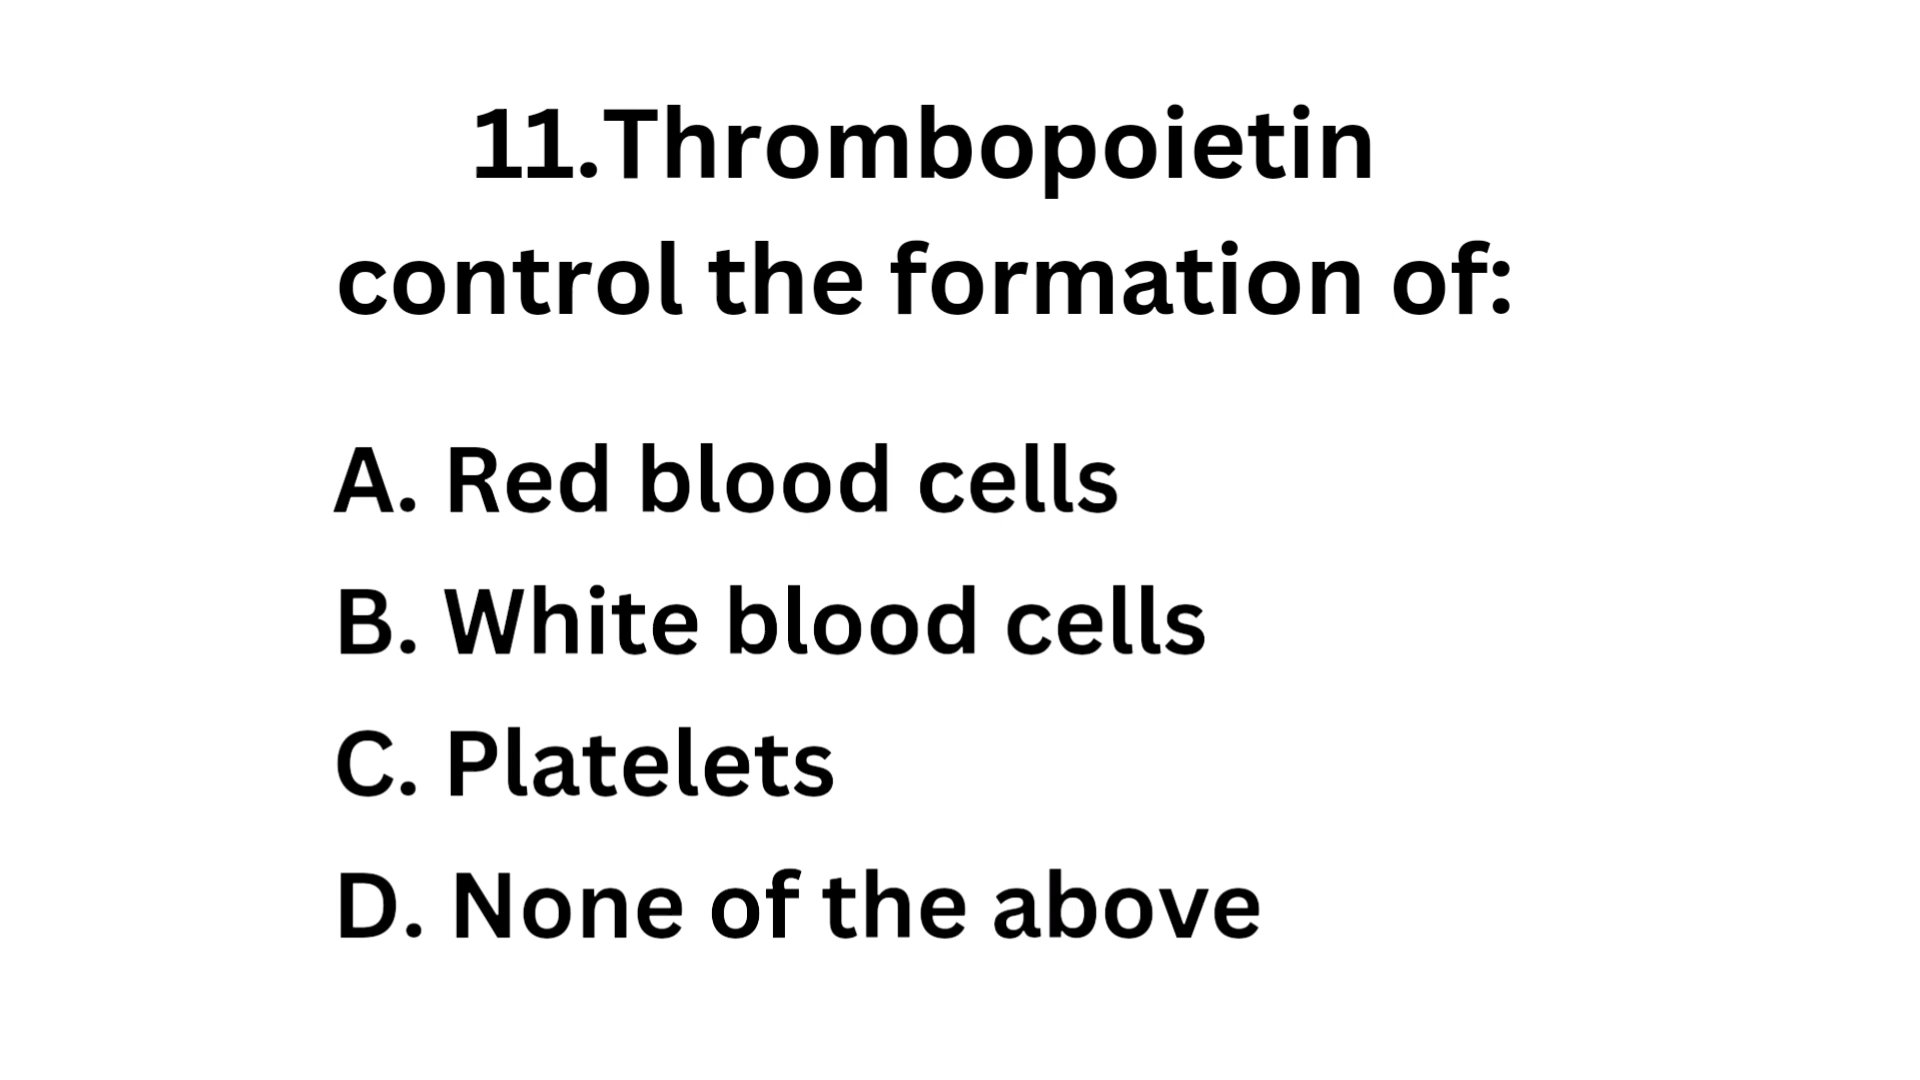 11.Thrombopoietin
control the formation of:
A. Red blood cells
B. White blood cells
C. Platelets
D. None of the above